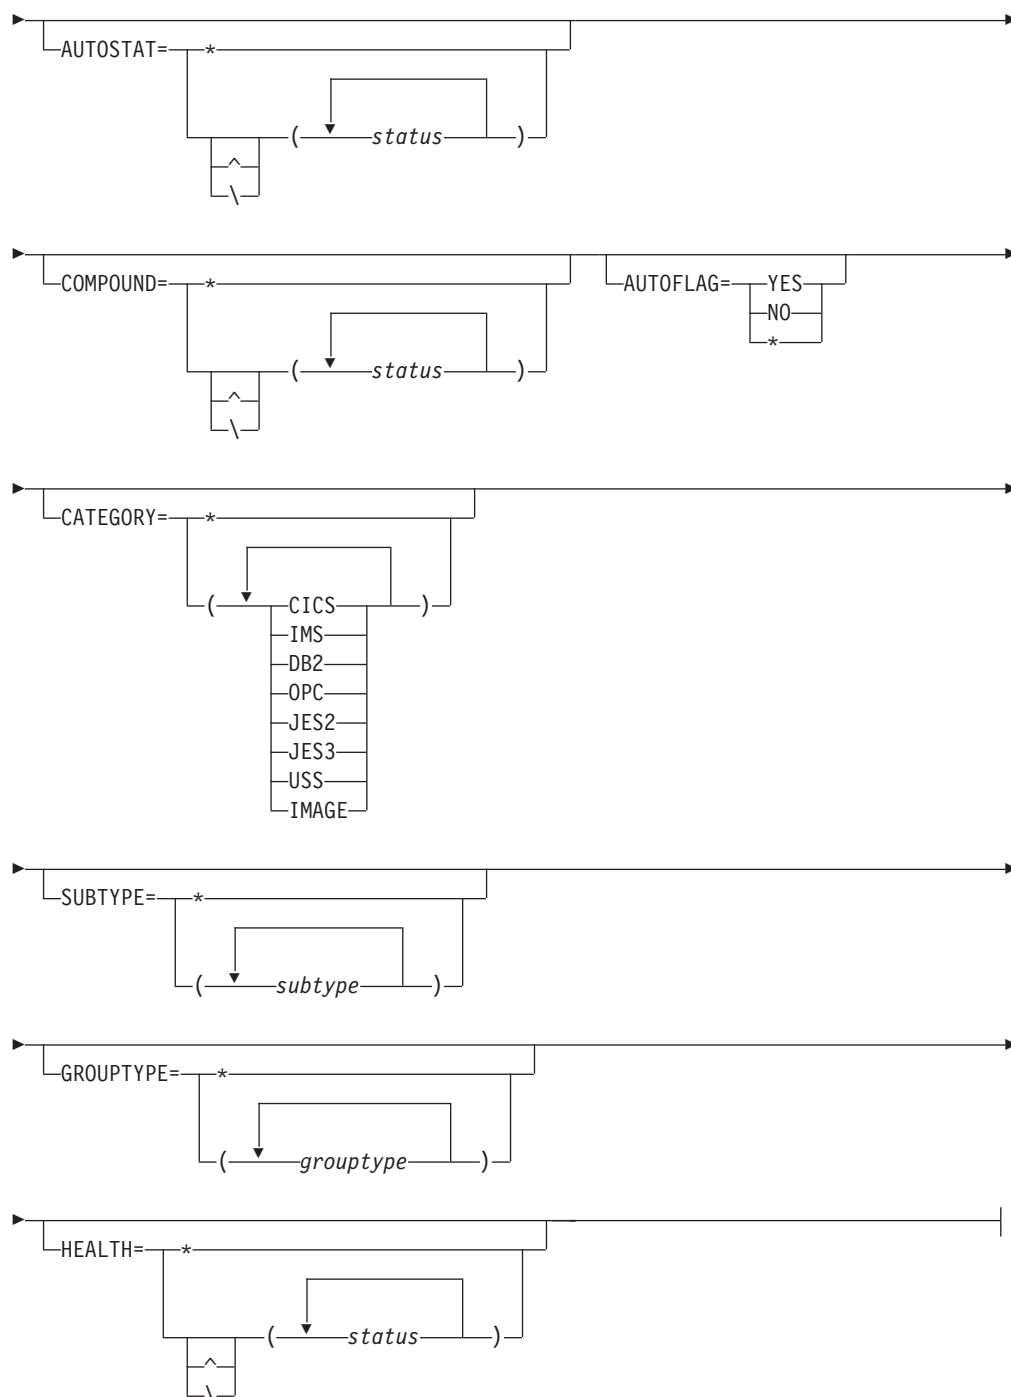 AUTOSTAT= *
( status )
^
\
COMPOUND= * AUTOFLAG= YES
NO
*
( status )
^
\
CATEGORY= *
( CICS )
IMS
DB2
OPC
JES2
JES3
USS
IMAGE
SUBTYPE= *
( subtype )
GROUPTYPE= *
( grouptype )
HEALTH= *
( status )
^
\